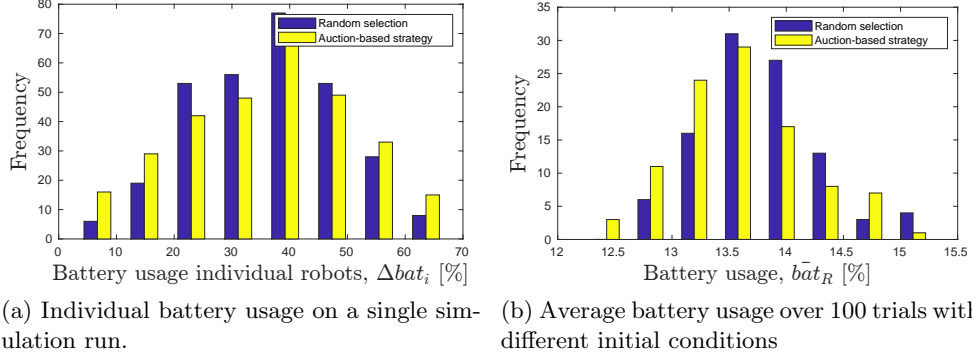 80
70
60
50
40
30
20
10
0
Frequency
Random selection
Auction-based strategy
0 10 20 30 40 50 60 70
Battery usage individual robots, Δbat_i [%]
(a) Individual battery usage on a single sim-
ulation run.
35
30
25
20
15
10
5
0
Frequency
Random selection
Auction-based strategy
12 12.5 13 13.5 14 14.5 15 15.5
Battery usage, b̄at_R [%]
(b) Average battery usage over 100 trials with
different initial conditions